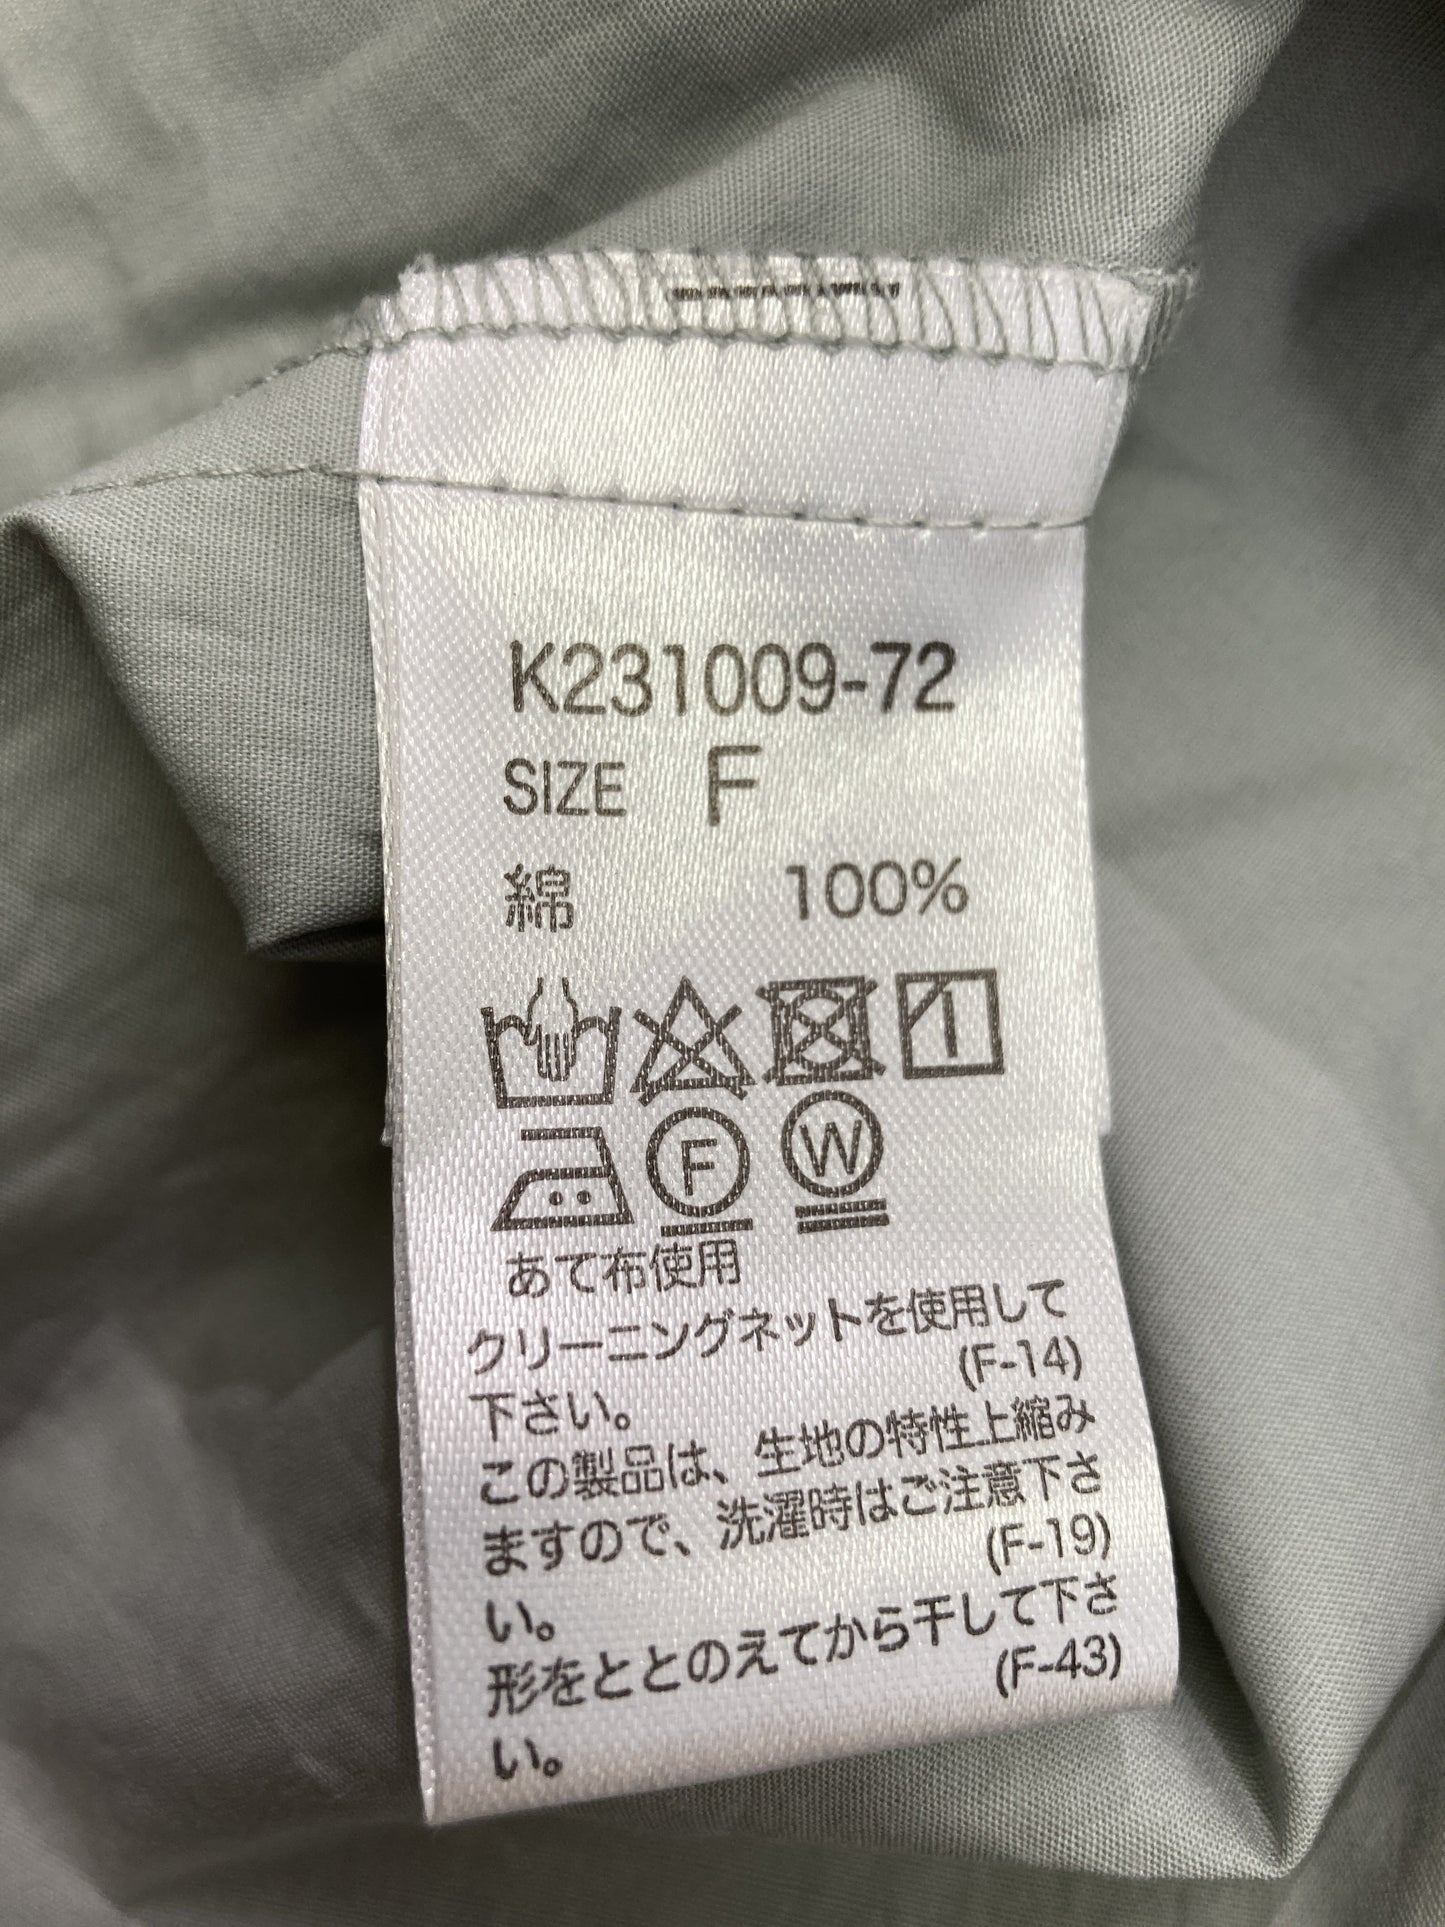 K231009-72
SIZE F
綿 100%
F W
あて布使用
クリーニングネットを使用して
下さい。 (F-14)
この製品は、生地の特性上縮み
ますので、洗濯時はご注意下さ
い。 (F-19)
形をととのえてから干して下さ
い。 (F-43)